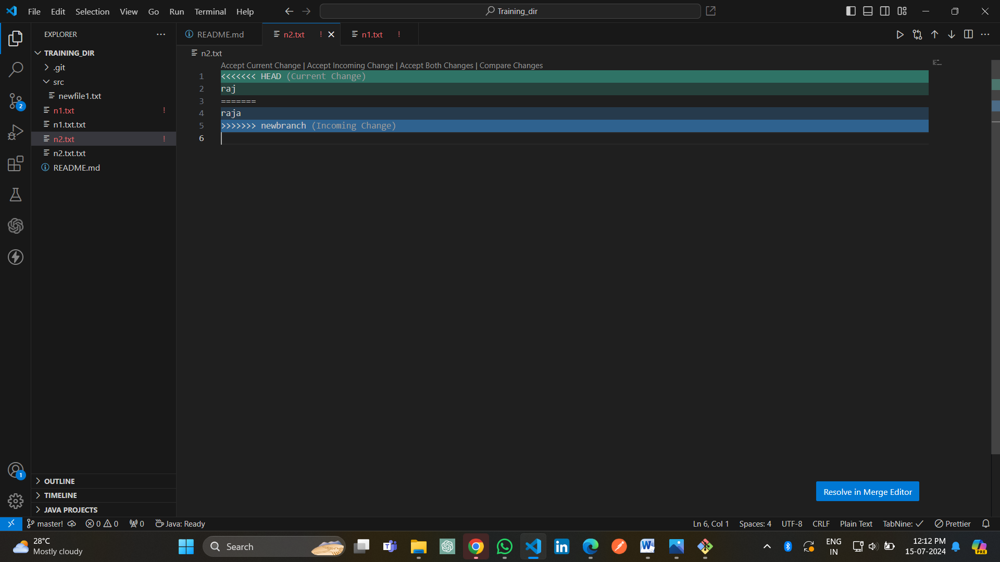 File Edit Selection View Go Run Terminal Help
Training_dir
EXPLORER
README.md
n2.txt !
n1.txt !
TRAINING_DIR
.git
src
newfile1.txt
n1.txt !
n1.txt.txt
n2.txt !
n2.txt.txt
README.md
n2.txt
Accept Current Change | Accept Incoming Change | Accept Both Changes | Compare Changes
1 <<<<<<< HEAD (Current Change)
2 raj
3 =======
4 raja
5 >>>>>>> newbranch (Incoming Change)
6
2
1
OUTLINE
TIMELINE
JAVA PROJECTS
Resolve in Merge Editor
master! 0 0 0 Java: Ready
Ln 6, Col 1 Spaces: 4 UTF-8 CRLF Plain Text TabNine: ✓ Prettier
28°C
Mostly cloudy
Search
ENG
IN
12:12 PM
15-07-2024
PRE